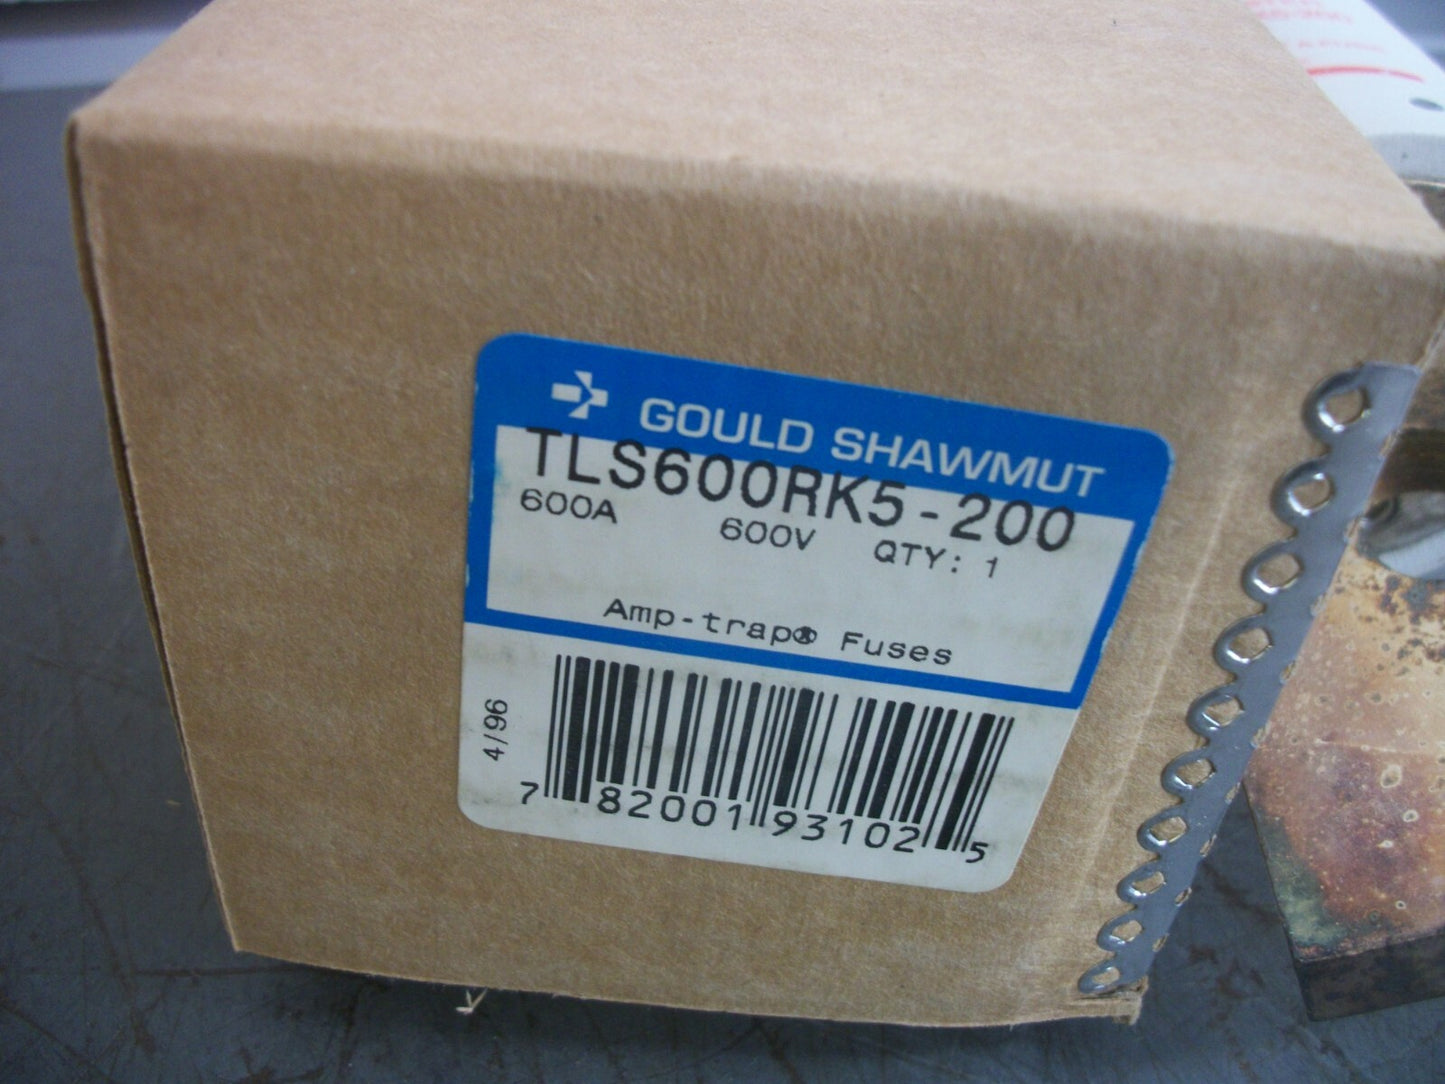 GOULD SHAWMUT
TLS600RK5-200
600A 600V QTY: 1
Amp-trap® Fuses
4/96
7 82001 93102 5